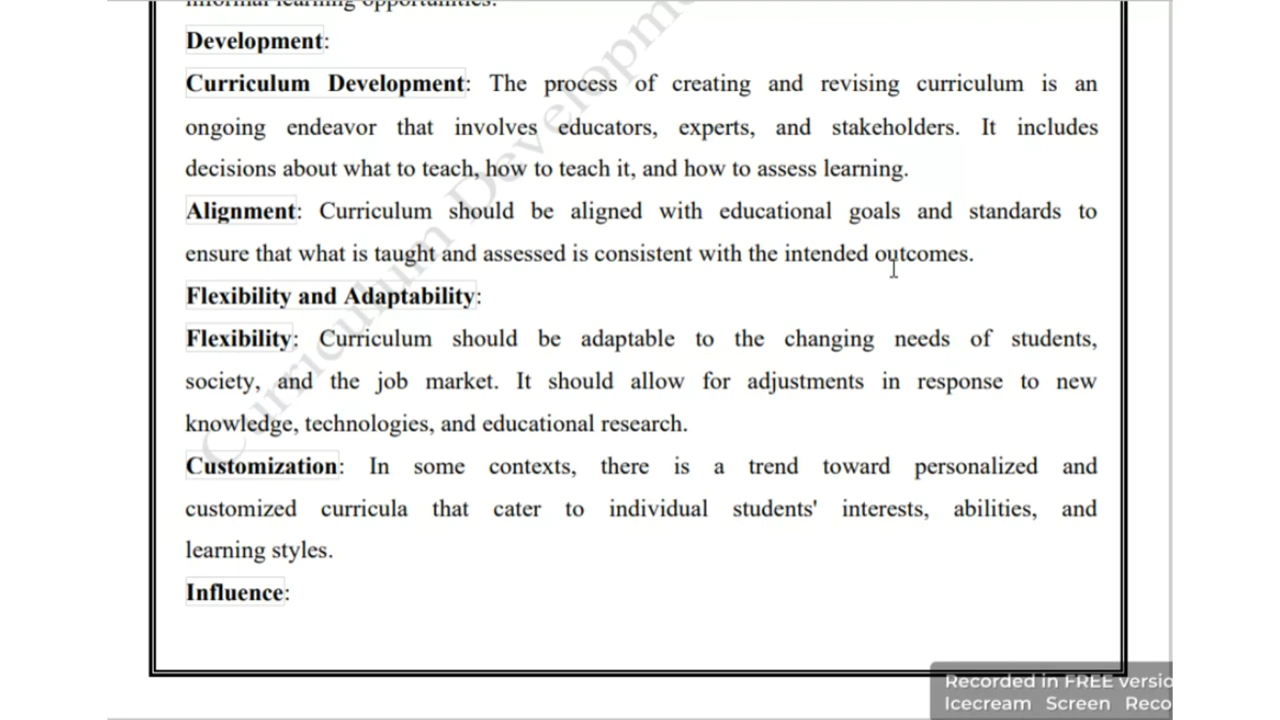 informal learning opportunities.
Development:
Curriculum Development: The process of creating and revising curriculum is an
ongoing endeavor that involves educators, experts, and stakeholders. It includes
decisions about what to teach, how to teach it, and how to assess learning.
Alignment: Curriculum should be aligned with educational goals and standards to
ensure that what is taught and assessed is consistent with the intended outcomes.
Flexibility and Adaptability:
Flexibility: Curriculum should be adaptable to the changing needs of students,
society, and the job market. It should allow for adjustments in response to new
knowledge, technologies, and educational research.
Customization: In some contexts, there is a trend toward personalized and
customized curricula that cater to individual students' interests, abilities, and
learning styles.
Influence:
Curriculum Developme
Recorded in FREE versio
Icecream Screen Reco